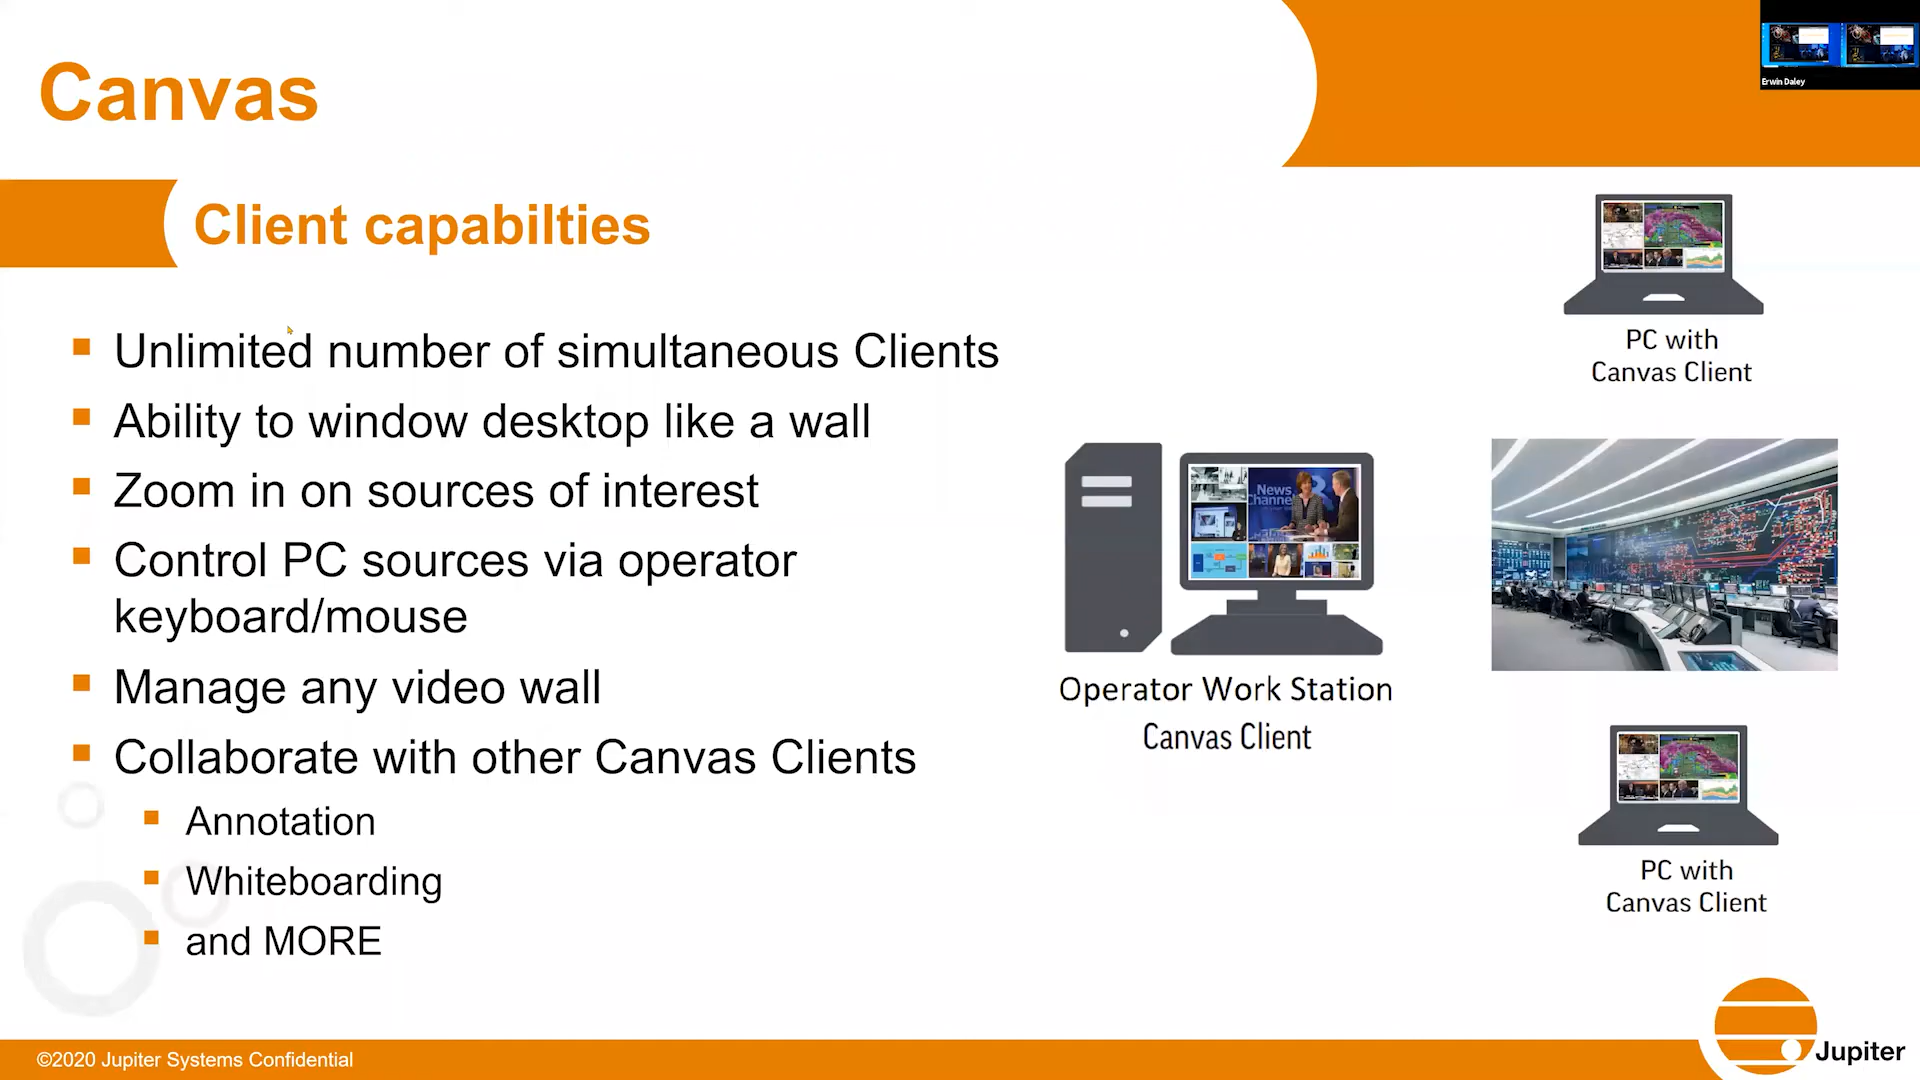 Canvas
Erwin Daley
Client capabilties
Unlimited number of simultaneous Clients
Ability to window desktop like a wall
Zoom in on sources of interest
Control PC sources via operator
keyboard/mouse
Manage any video wall
Collaborate with other Canvas Clients
Annotation
Whiteboarding
and MORE
PC with
Canvas Client
News
Channel 8
Operator Work Station
Canvas Client
PC with
Canvas Client
©2020 Jupiter Systems Confidential
Jupiter